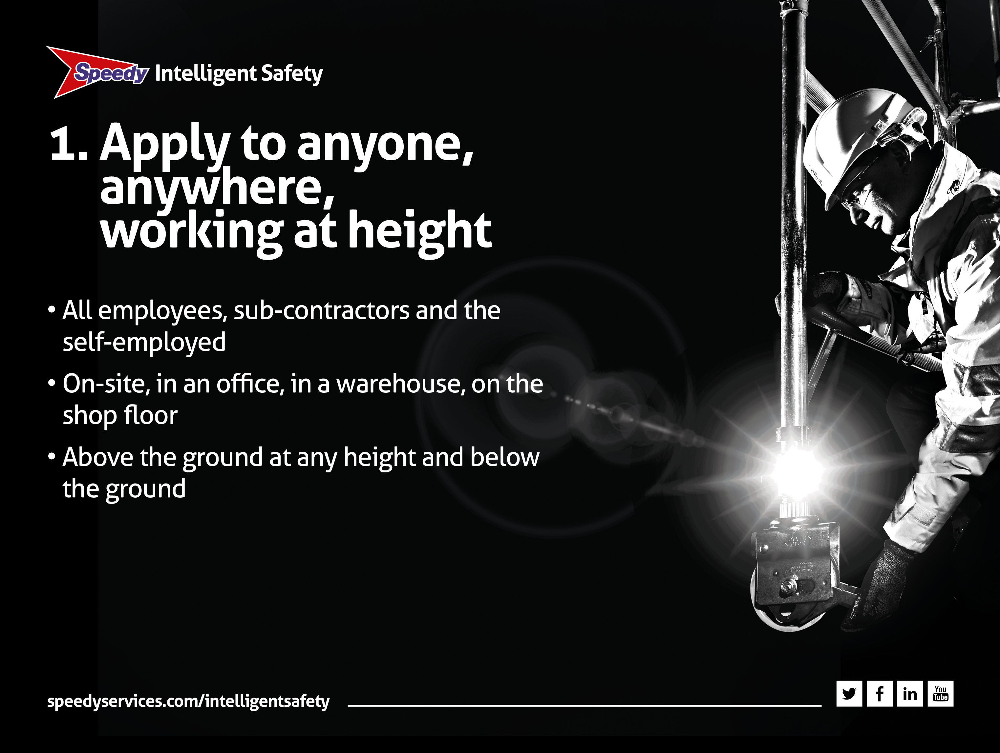 Speedy Intelligent Safety
1. Apply to anyone,
anywhere,
working at height
• All employees, sub-contractors and the
self-employed
• On-site, in an office, in a warehouse, on the
shop floor
• Above the ground at any height and below
the ground
speedyservices.com/intelligentsafety
f in You
Tube